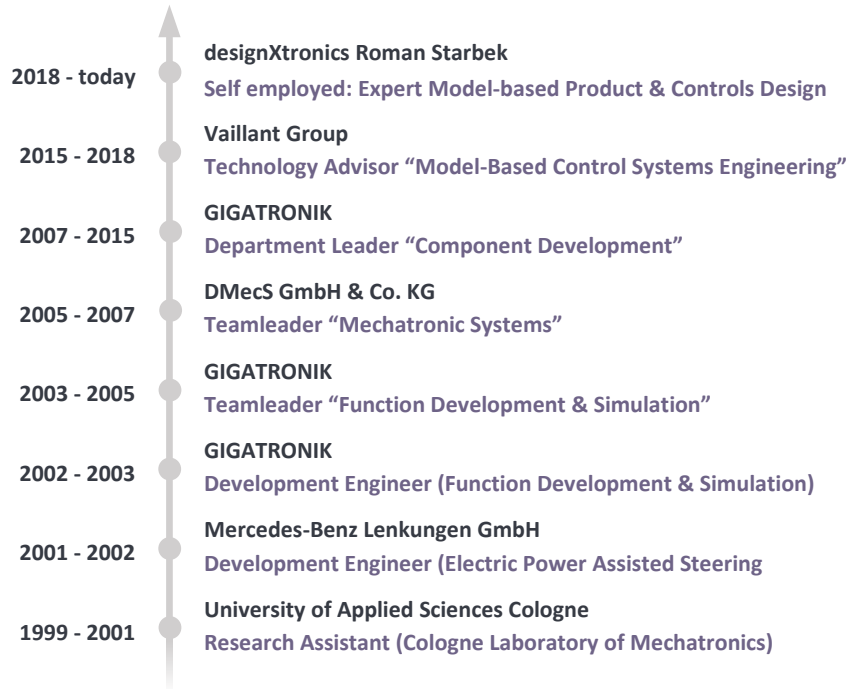 designXtronics Roman Starbek
2018 - today
Self employed: Expert Model-based Product & Controls Design
Vaillant Group
2015 - 2018
Technology Advisor “Model-Based Control Systems Engineering”
GIGATRONIK
2007 - 2015
Department Leader “Component Development”
DMecS GmbH & Co. KG
2005 - 2007
Teamleader “Mechatronic Systems”
GIGATRONIK
2003 - 2005
Teamleader “Function Development & Simulation”
GIGATRONIK
2002 - 2003
Development Engineer (Function Development & Simulation)
Mercedes-Benz Lenkungen GmbH
2001 - 2002
Development Engineer (Electric Power Assisted Steering
University of Applied Sciences Cologne
1999 - 2001
Research Assistant (Cologne Laboratory of Mechatronics)